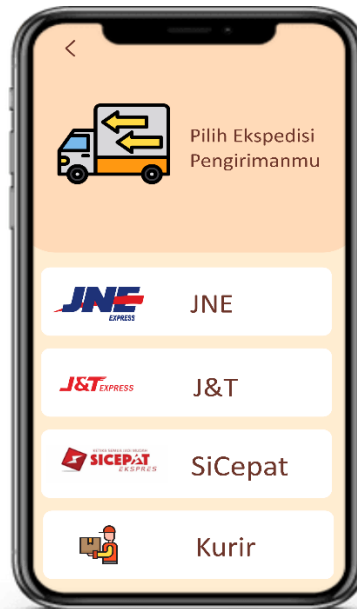 Pilih Ekspedisi
Pengirimanmu
JNE
EXPRESS
JNE
J&T EXPRESS
J&T
SICEPAT
EKSPRES
SiCepat
Kurir